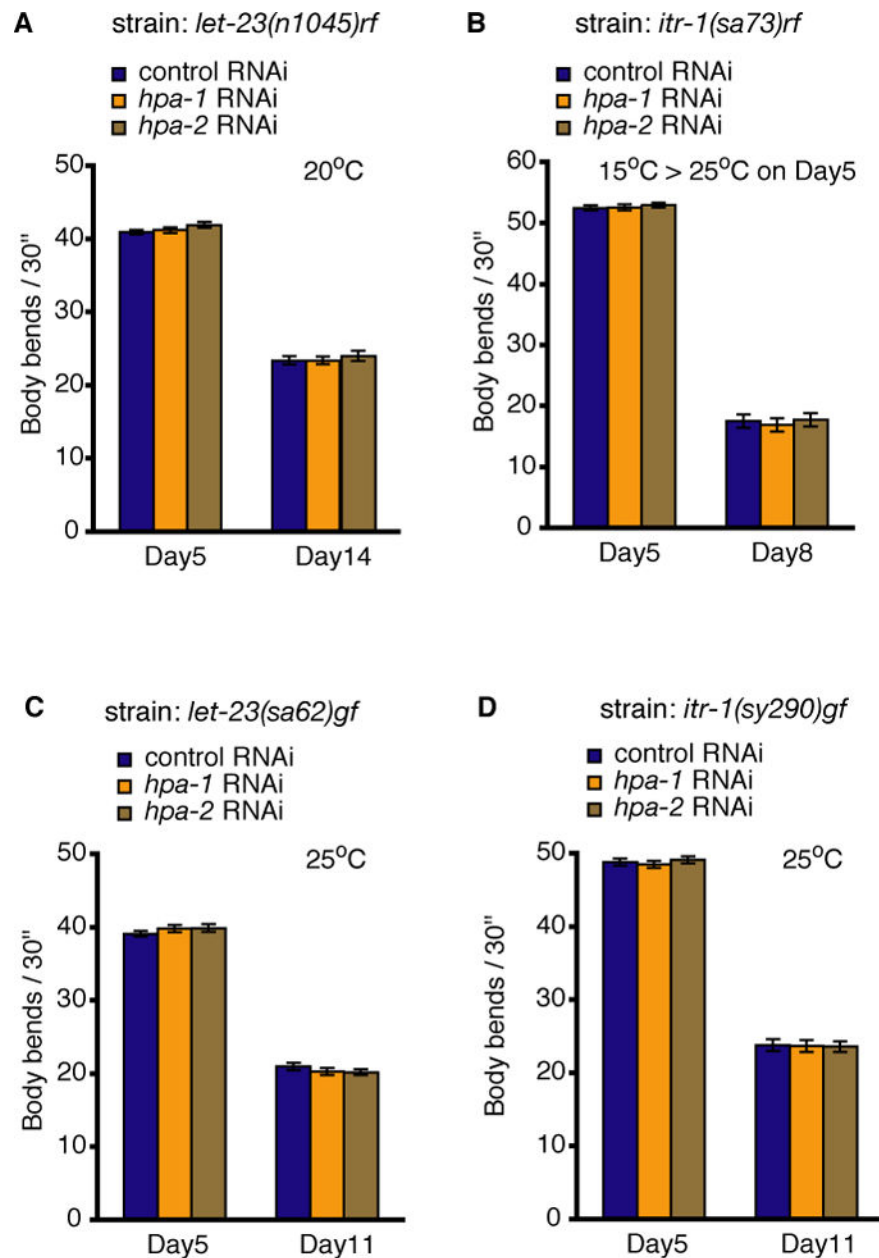 A strain: let-23(n1045)rf
control RNAi
hpa-1 RNAi
hpa-2 RNAi
20°C
Body bends / 30"
50
40
30
20
10
0
Day5 Day14
B strain: itr-1(sa73)rf
control RNAi
hpa-1 RNAi
hpa-2 RNAi
15°C > 25°C on Day5
Body bends / 30"
60
50
40
30
20
10
0
Day5 Day8
C strain: let-23(sa62)gf
control RNAi
hpa-1 RNAi
hpa-2 RNAi
25°C
Body bends / 30"
50
40
30
20
10
0
Day5 Day11
D strain: itr-1(sy290)gf
control RNAi
hpa-1 RNAi
hpa-2 RNAi
25°C
Body bends / 30"
50
40
30
20
10
0
Day5 Day11